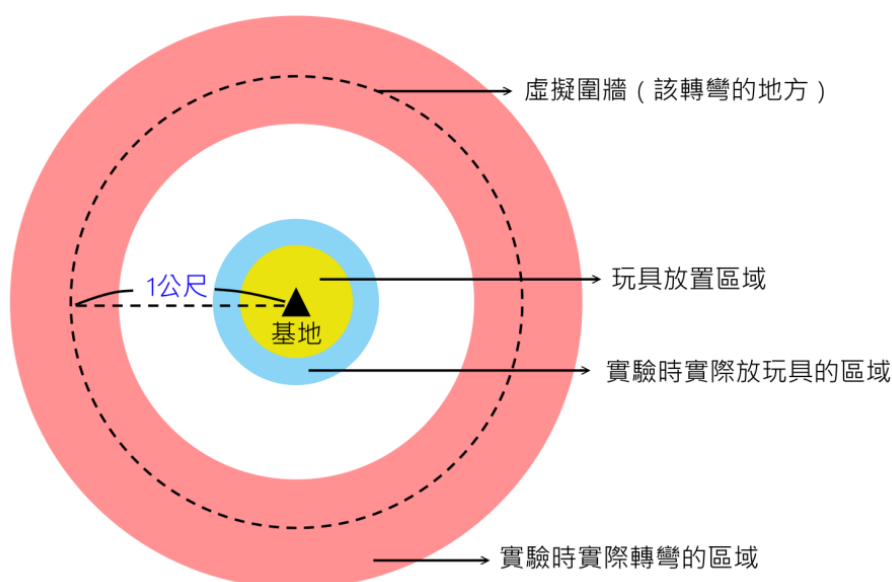 虛擬圍牆（該轉彎的地方）
玩具放置區域
1公尺
基地
實驗時實際放玩具的區域
實驗時實際轉彎的區域